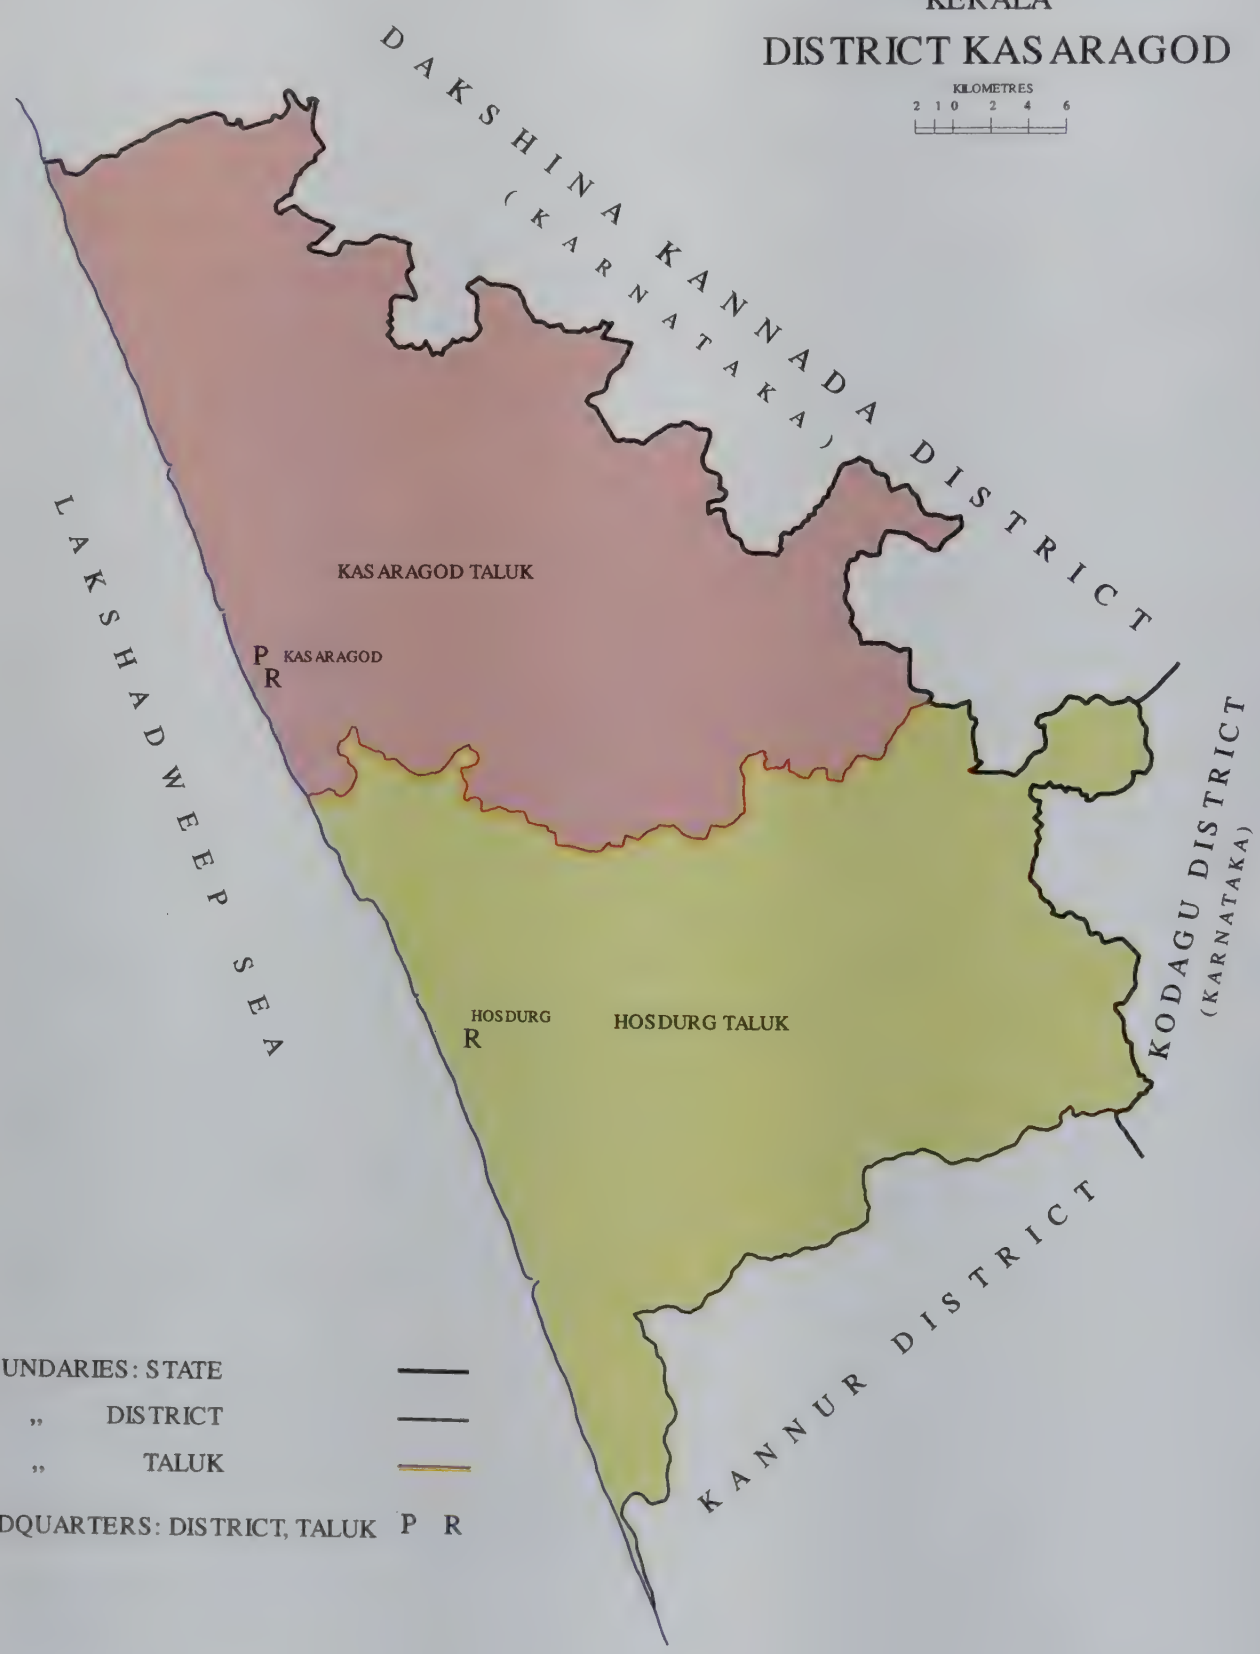 KERALA
DISTRICT KASARAGOD
KILOMETRES
2 1 0 2 4 6
DAKSHINA KANNADA DISTRICT
(KARNATAKA)
LAKSHADWEEP SEA
KASARAGOD TALUK
P KASARAGOD
R
KODAGU DISTRICT
(KARNATAKA)
HOSDURG
R
HOSDURG TALUK
KANNUR DISTRICT
UNDARIES: STATE
,, DISTRICT
,, TALUK
DQUARTERS: DISTRICT, TALUK P R